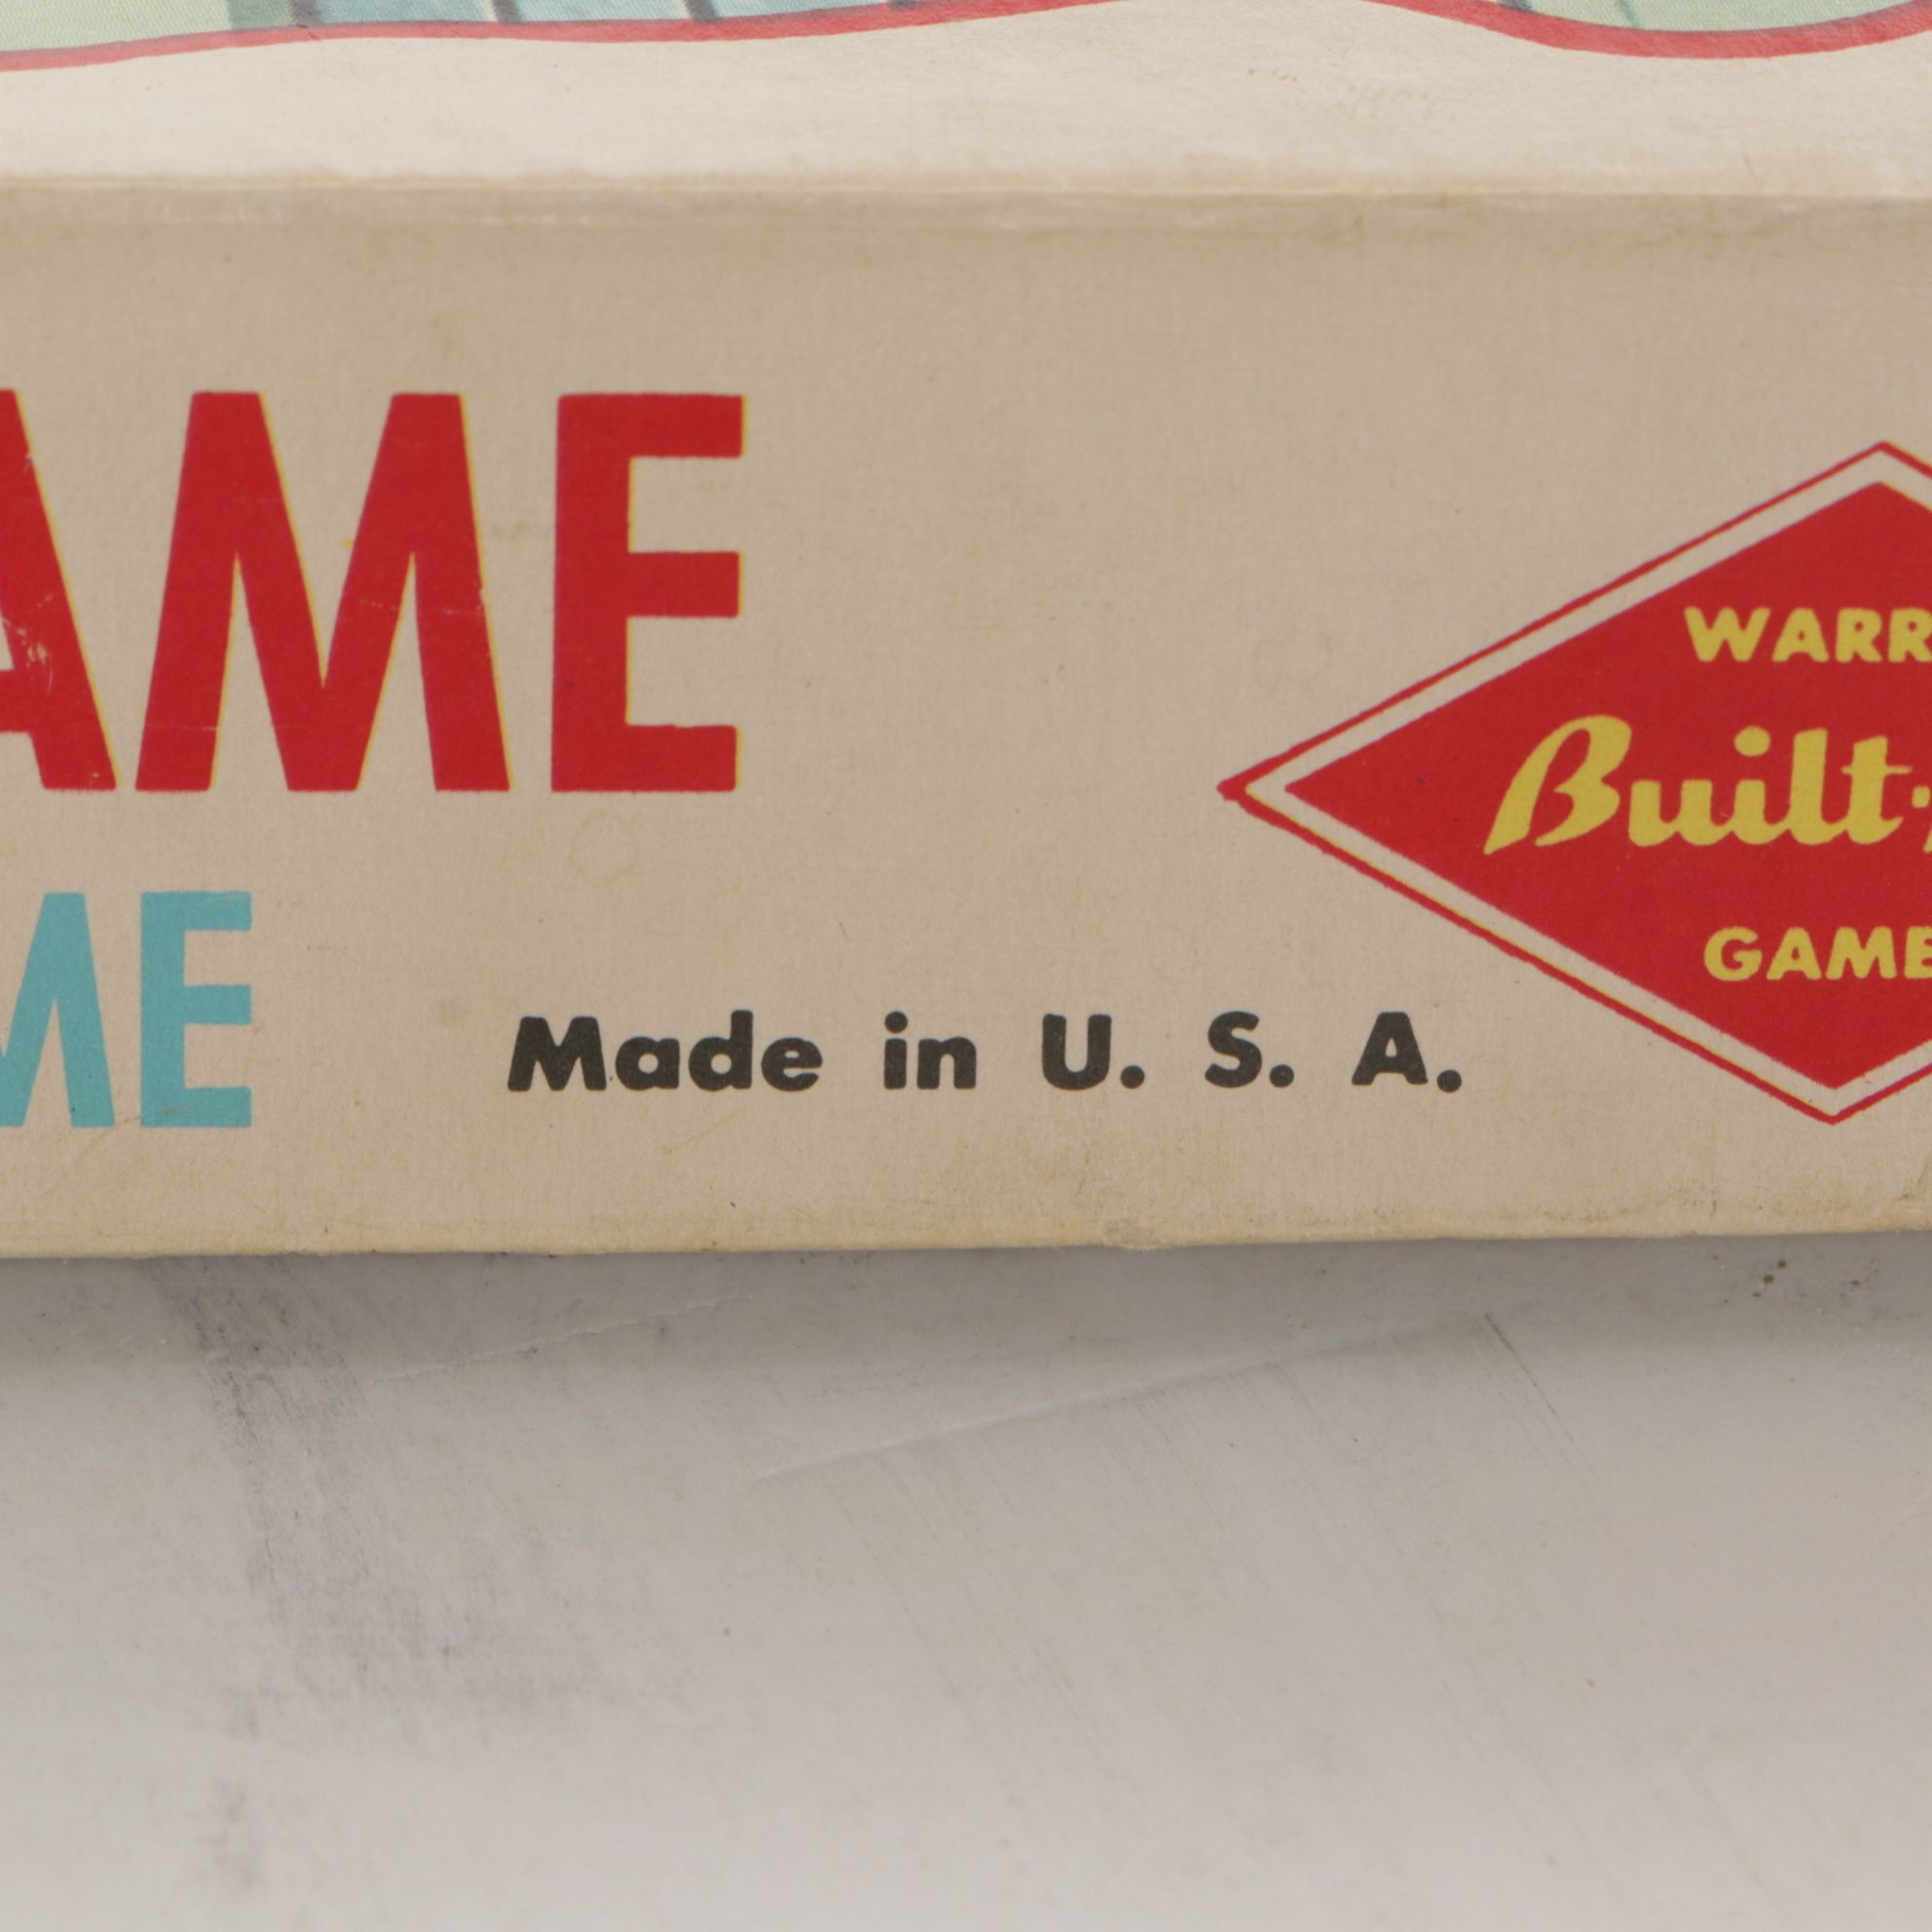 AME
ME
Made in U. S. A.
WARR
Built-
GAME